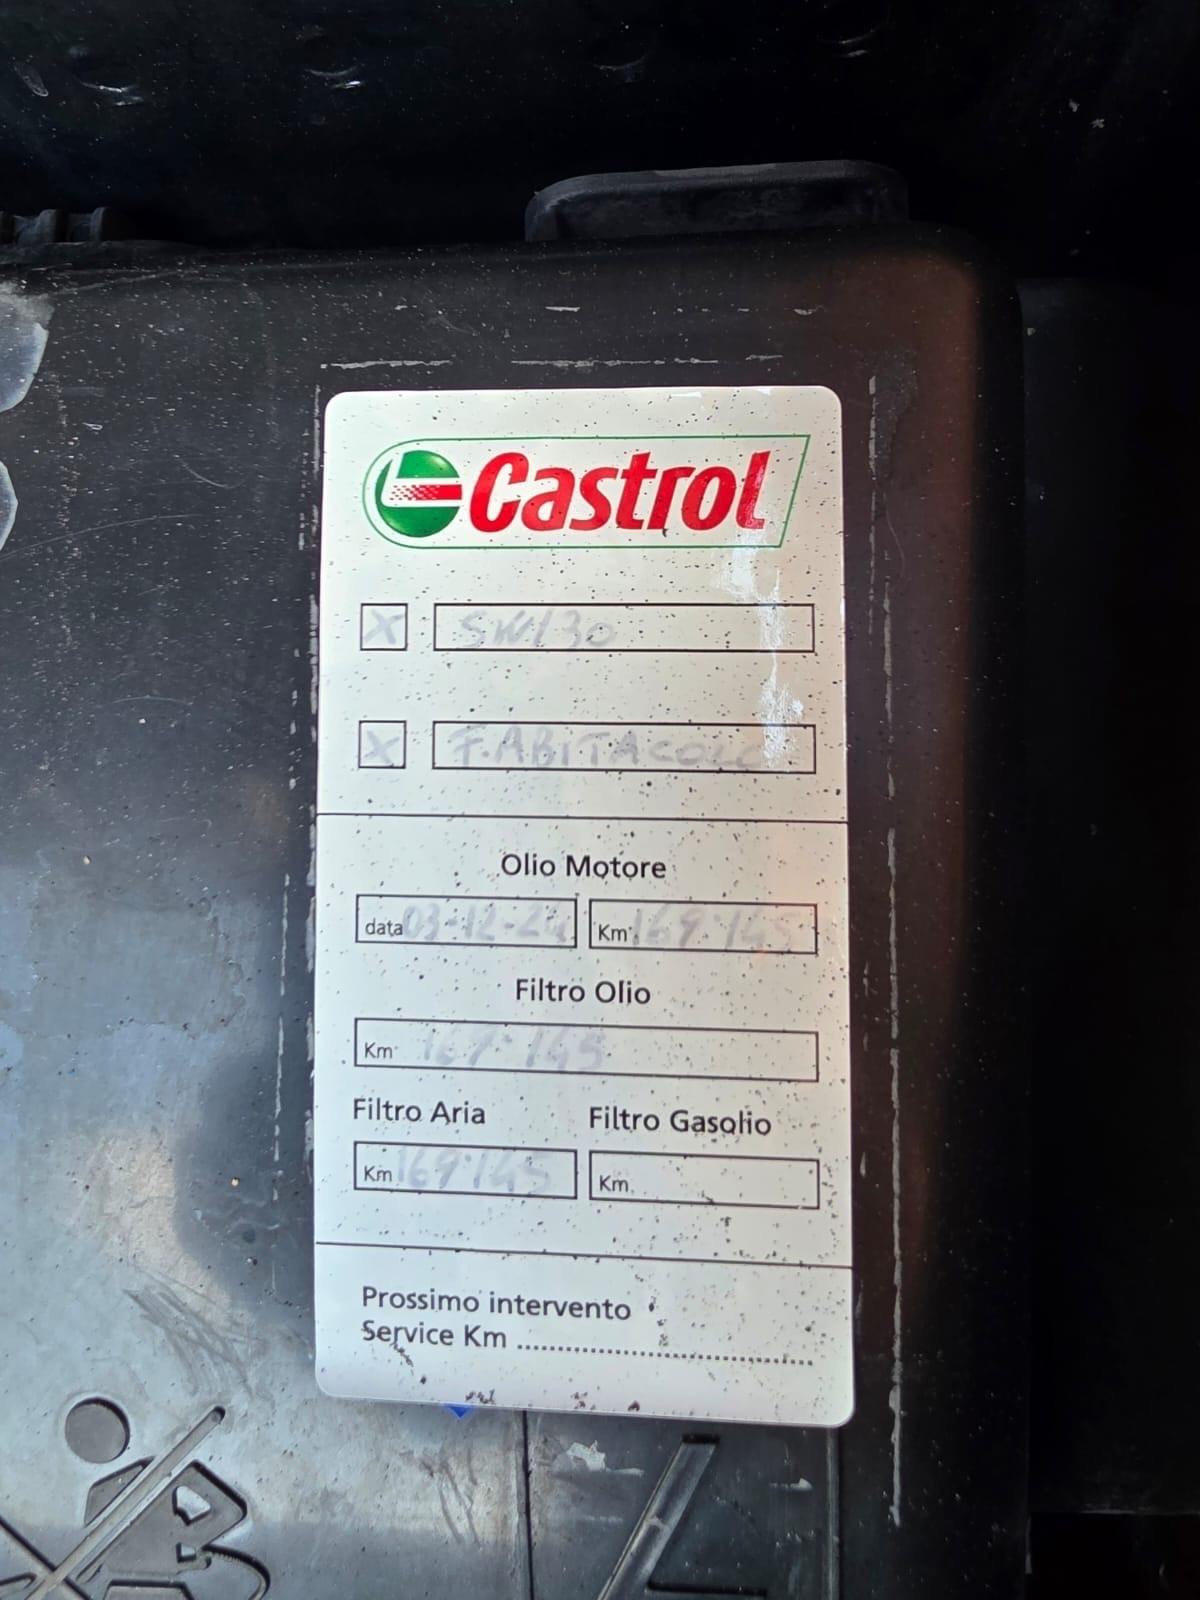 Castrol
X 5W/30
X F.ABITACOLO
Olio Motore
data 03-12-24 Km 169.145
Filtro Olio
Km 169.145
Filtro Aria Filtro Gasolio
Km 169.145 Km
Prossimo intervento
Service Km